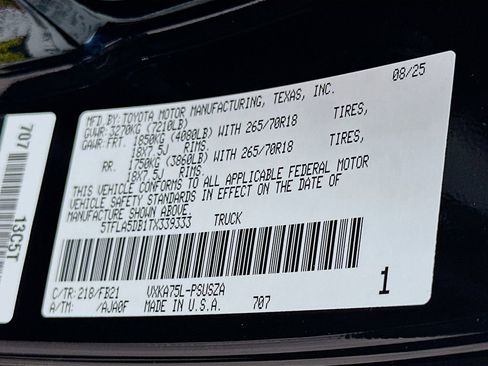 08/25
MFD.BY:TOYOTA MOTOR MANUFACTURING, TEXAS, INC.
GVWR: 3270KG (7210LB)
GAWR: FRT. 1850KG (4080LB) WITH 265/70R18 TIRES,
18X7.5J RIMS.
RR. 1750KG (3860LB) WITH 265/70R18 TIRES,
18X7.5J RIMS.
THIS VEHICLE CONFORMS TO ALL APPLICABLE FEDERAL MOTOR
VEHICLE SAFETY STANDARDS IN EFFECT ON THE DATE OF
MANUFACTURE SHOWN ABOVE.
5TFLA5DB1TX339333 TRUCK
C/TR: 218/FB21 VXKA75L-PSUSZA
A/TM: /AJA0F MADE IN U.S.A. 707
1
707
13C5T